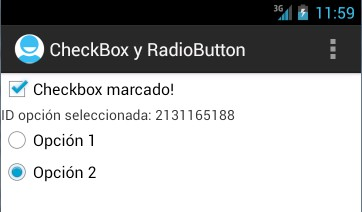 3G 11:59
CheckBox y RadioButton
Checkbox marcado!
ID opción seleccionada: 2131165188
Opción 1
Opción 2